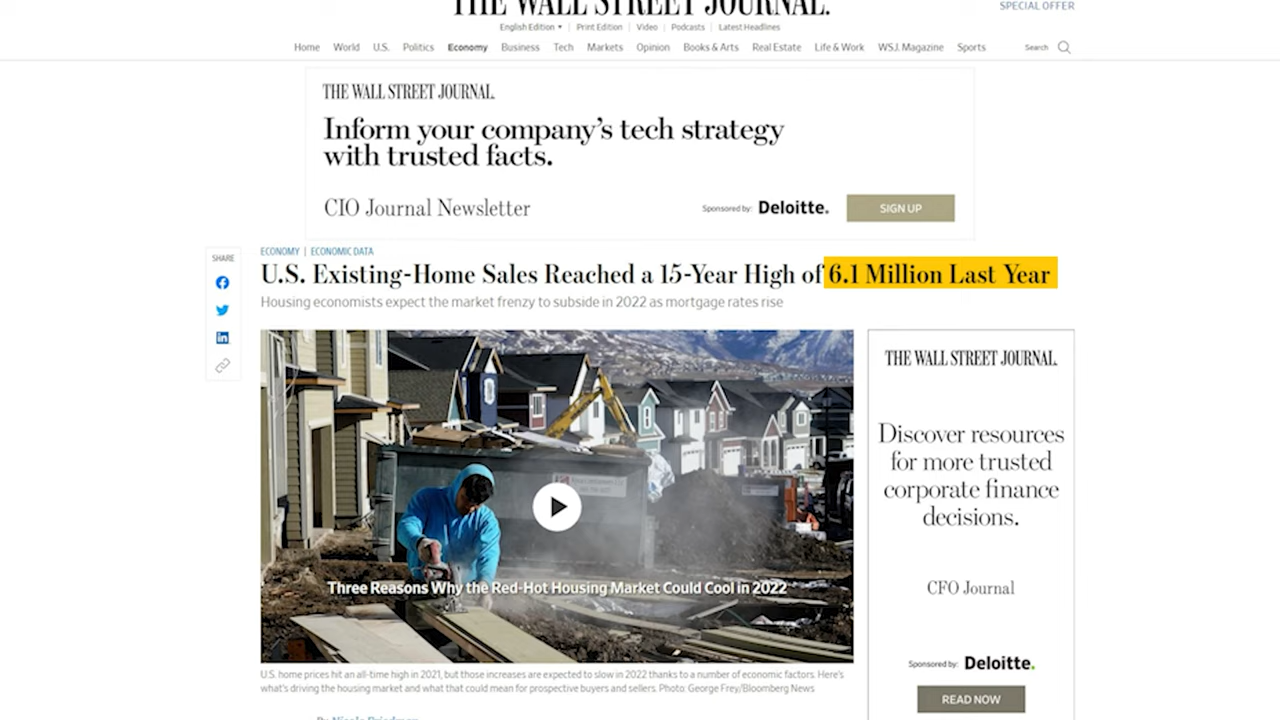 THE WALL STREET JOURNAL.
SPECIAL OFFER
English Edition | Print Edition | Video | Podcasts | Latest Headlines
Home World U.S. Politics Economy Business Tech Markets Opinion Books & Arts Real Estate Life & Work WSJ. Magazine Sports Search
THE WALL STREET JOURNAL.
Inform your company's tech strategy
with trusted facts.
CIO Journal Newsletter
Sponsored by: Deloitte.
SIGN UP
SHARE
ECONOMY | ECONOMIC DATA
U.S. Existing-Home Sales Reached a 15-Year High of 6.1 Million Last Year
Housing economists expect the market frenzy to subside in 2022 as mortgage rates rise
Three Reasons Why the Red-Hot Housing Market Could Cool in 2022
U.S. home prices hit an all-time high in 2021, but those increases are expected to slow in 2022 thanks to a number of economic factors. Here's
what's driving the housing market and what that could mean for prospective buyers and sellers. Photo: George Frey/Bloomberg News
By Nicole Friedman
THE WALL STREET JOURNAL.
Discover resources
for more trusted
corporate finance
decisions.
CFO Journal
Sponsored by: Deloitte.
READ NOW